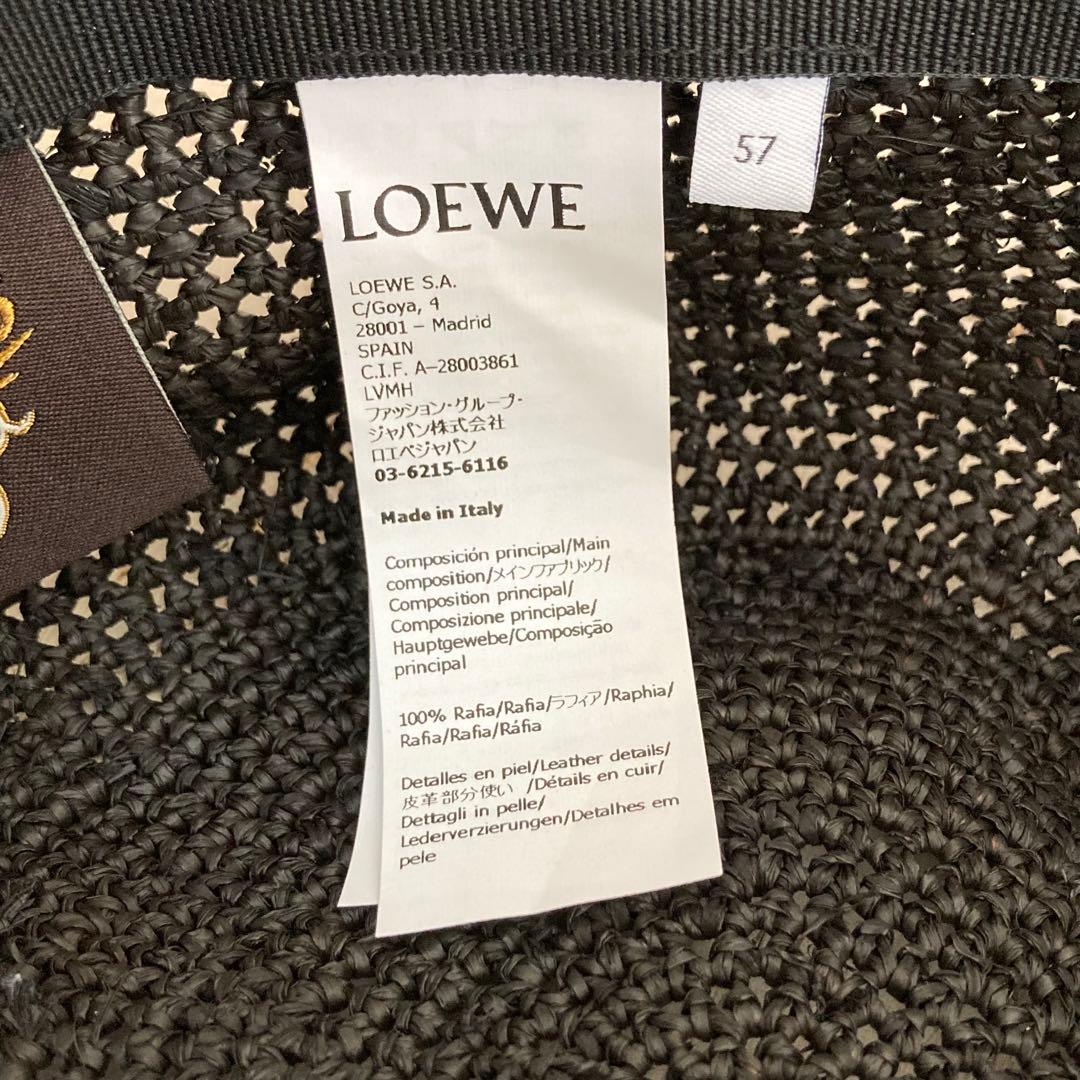 LOEWE
57
LOEWE S.A.
C/Goya, 4
28001 – Madrid
SPAIN
C.I.F. A-28003861
LVMH
ファッション・グループ・
ジャパン株式会社
ロエベジャパン
03-6215-6116
Made in Italy
Composición principal/Main
composition/メインファブリック/
Composition principal/
Composizione principale/
Hauptgewebe/Composição
principal
100% Rafia/Rafia/ラフィア/Raphia/
Rafia/Rafia/Ráfia
Detalles en piel/Leather details/
皮革部分使い /Détails en cuir/
Dettagli in pelle/
Lederverzierungen/Detalhes em
pele